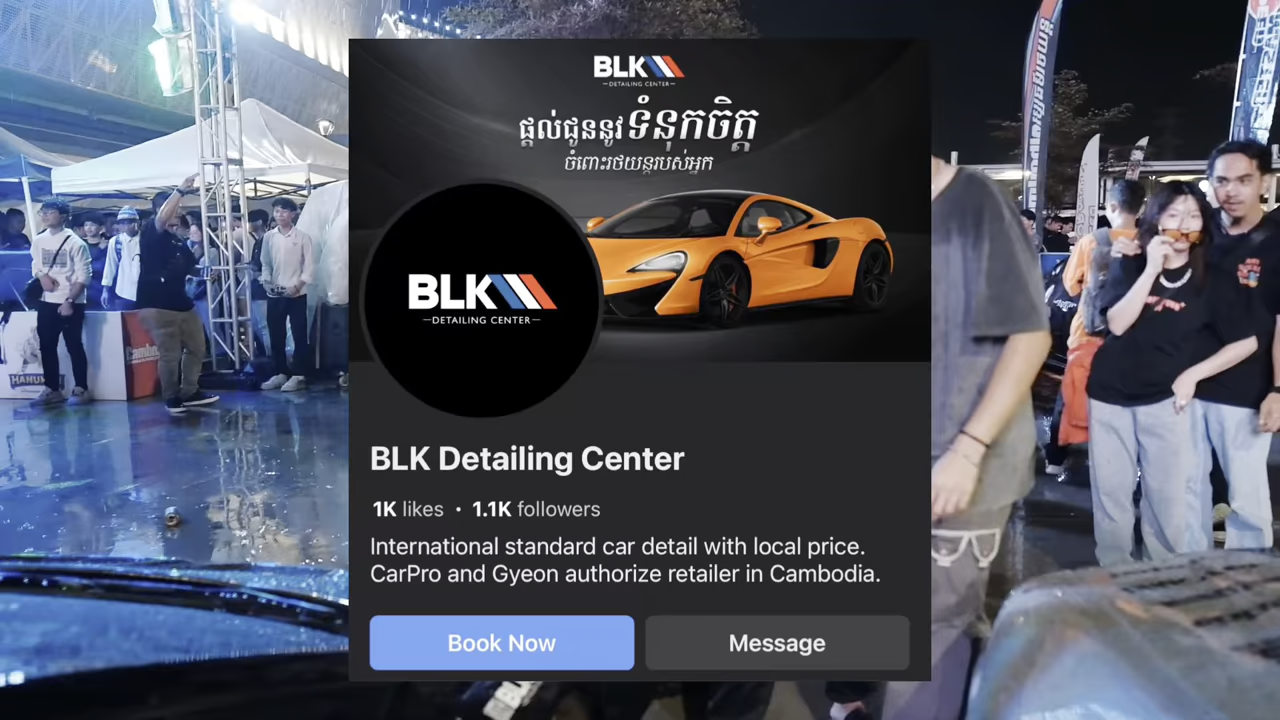 BLK
DETAILING CENTER
ផ្ដល់ជូននូវទំនុកចិត្ត
ចំពោះរថយន្តរបស់អ្នក
BLK
DETAILING CENTER
BLK Detailing Center
1K likes • 1.1K followers
International standard car detail with local price.
CarPro and Gyeon authorize retailer in Cambodia.
Book Now
Message